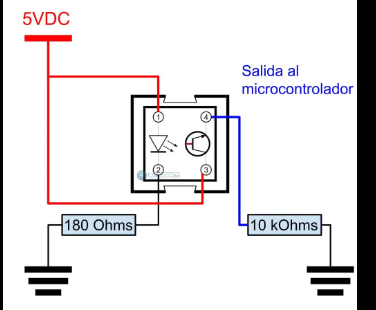 5VDC
Salida al
microcontrolador
1
4
2
3
180 Ohms
10 kOhms